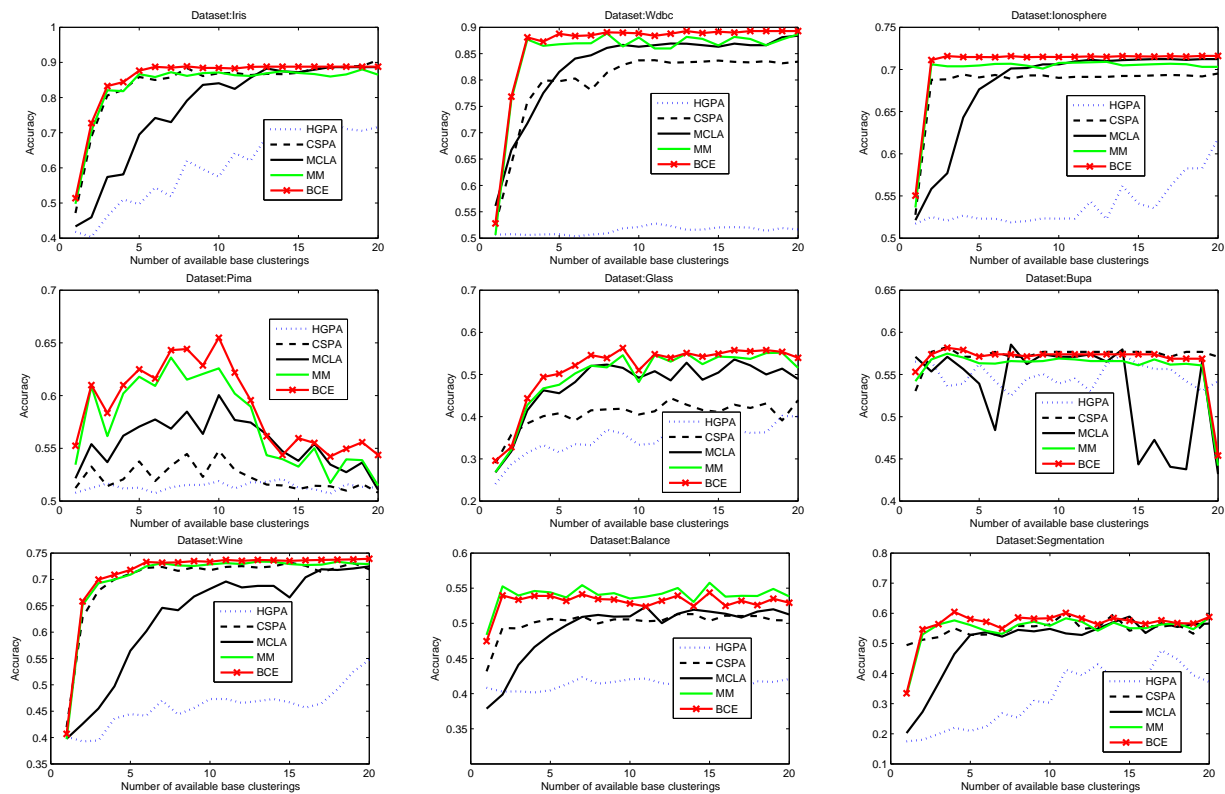 Dataset:Iris
1
0.9
0.8
0.7
0.6
0.5
0.4
Accuracy
0 5 10 15 20
Number of available base clusterings
HGPA
CSPA
MCLA
MM
BCE
Dataset:Wdbc
0.9
0.85
0.8
0.75
0.7
0.65
0.6
0.55
0.5
Accuracy
0 5 10 15 20
Number of available base clusterings
HGPA
CSPA
MCLA
MM
BCE
Dataset:Ionosphere
0.75
0.7
0.65
0.6
0.55
0.5
Accuracy
0 5 10 15 20
Number of available base clusterings
HGPA
CSPA
MCLA
MM
BCE
Dataset:Pima
0.7
0.65
0.6
0.55
0.5
Accuracy
0 5 10 15 20
Number of available base clusterings
HGPA
CSPA
MCLA
MM
BCE
Dataset:Glass
0.7
0.6
0.5
0.4
0.3
0.2
Accuracy
0 5 10 15 20
Number of available base clusterings
HGPA
CSPA
MCLA
MM
BCE
Dataset:Bupa
0.65
0.6
0.55
0.5
0.45
0.4
Accuracy
0 5 10 15 20
Number of available base clusterings
HGPA
CSPA
MCLA
MM
BCE
Dataset:Wine
0.75
0.7
0.65
0.6
0.55
0.5
0.45
0.4
0.35
Accuracy
0 5 10 15 20
Number of available base clusterings
HGPA
CSPA
MCLA
MM
BCE
Dataset:Balance
0.6
0.55
0.5
0.45
0.4
0.35
Accuracy
0 5 10 15 20
Number of available base clusterings
HGPA
CSPA
MCLA
MM
BCE
Dataset:Segmentation
0.8
0.7
0.6
0.5
0.4
0.3
0.2
0.1
Accuracy
0 5 10 15 20
Number of available base clusterings
HGPA
CSPA
MCLA
MM
BCE